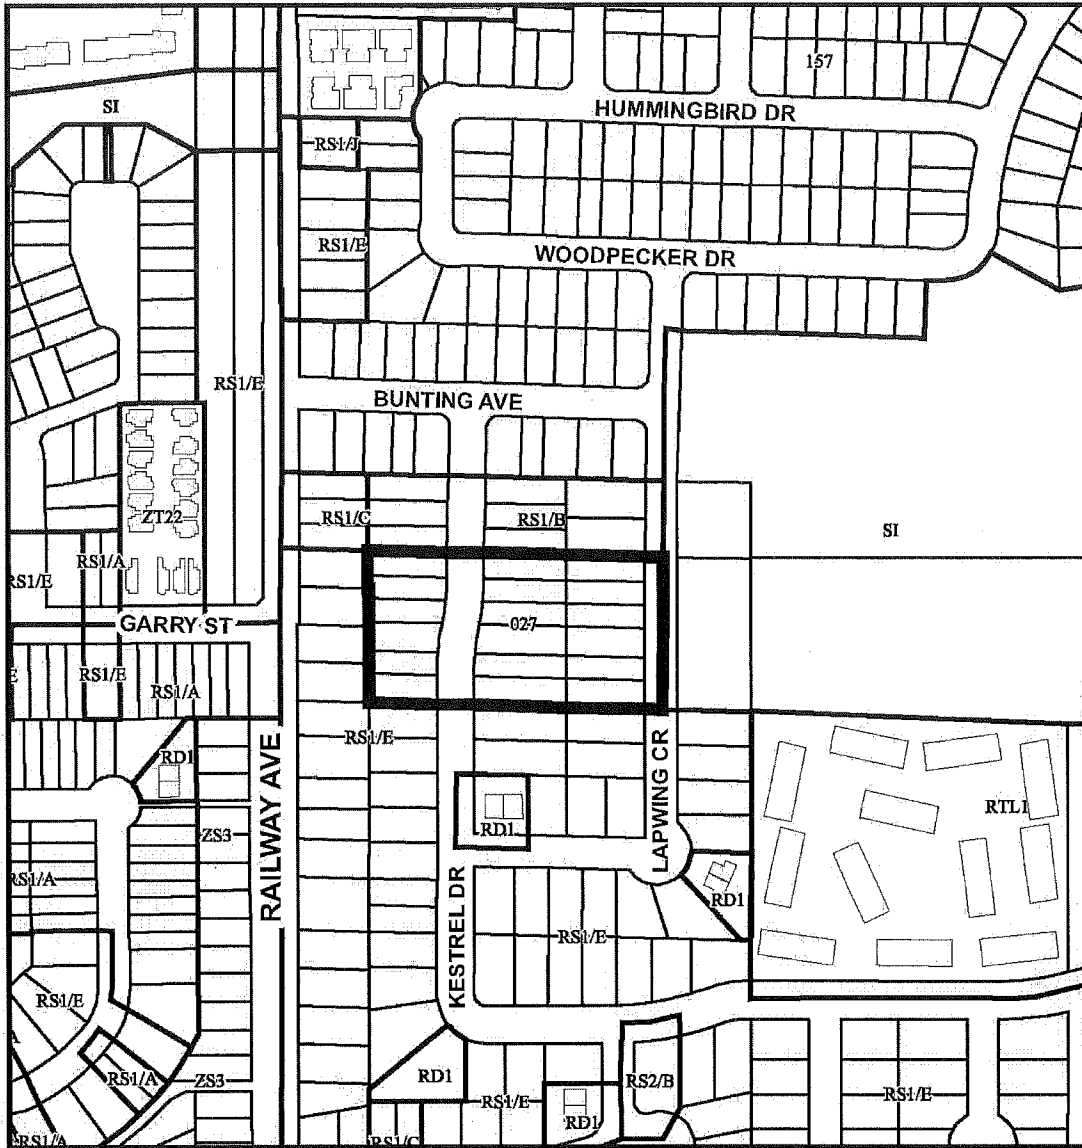 157
SI
HUMMINGBIRD DR
RS1/J
RS1/E
WOODPECKER DR
RS1/E
BUNTING AVE
ZT22
RS1/C
RS1/B
SI
RS1/E
RS1/A
GARRY ST
027
RS1/E
RS1/A
E
RS1/E
RAILWAY AVE
RD1
LAPWING CR
RTL1
RD1
ZS3
RS1/A
KESTREL DR
RD1
RS1/E
RS1/E
RD1
RS2/B
RS1/A
ZS3
RS1/E
RD1
RS1/E
RS1/A
RS1/C